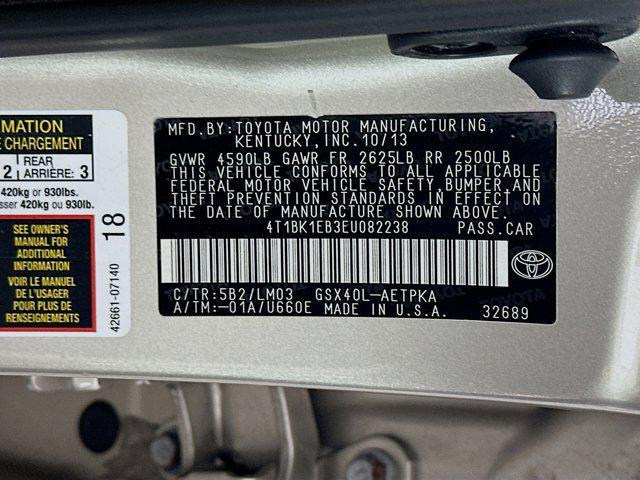 MATION
E CHARGEMENT
2 REAR ARRIÈRE: 3
420kg or 930lbs.
sser 420kg ou 930lb.
SEE OWNER'S
MANUAL FOR
ADDITIONAL
INFORMATION
LE MANUEL
POUR PLUS DE
RENSEIGNEMENTS
42661-07140
18
MFD.BY:TOYOTA MOTOR MANUFACTURING,
KENTUCKY,INC.10/13
GVWR 4590LB GAWR FR 2625LB RR 2500LB
THIS VEHICLE CONFORMS TO ALL APPLICABLE
FEDERAL MOTOR VEHICLE SAFETY,BUMPER,AND
THEFT PREVENTION STANDARDS IN EFFECT ON
THE DATE OF MANUFACTURE SHOWN ABOVE.
4T1BK1EB3EU082238 PASS.CAR
C/TR:5B2/LM03 GSX40L-AETPKA
A/TM:-01A/U660E MADE IN U.S.A. 32689